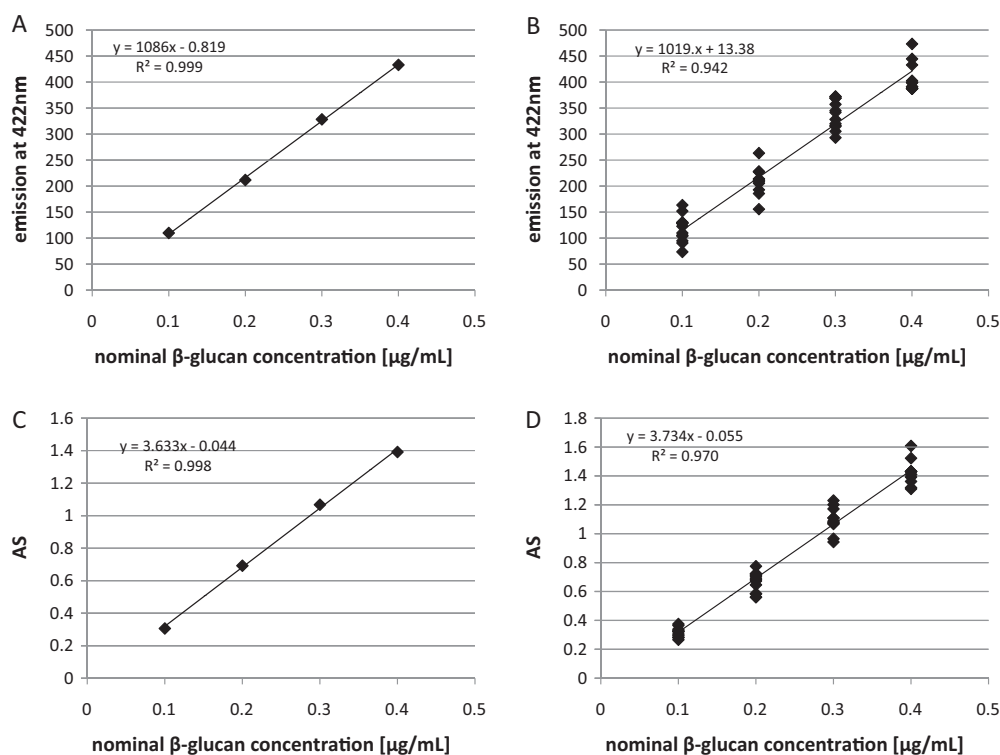 A
y = 1086x - 0.819
R² = 0.999
emission at 422nm
500
450
400
350
300
250
200
150
100
50
0
0 0.1 0.2 0.3 0.4 0.5
nominal β-glucan concentration [µg/mL]
B
y = 1019.x + 13.38
R² = 0.942
emission at 422nm
500
450
400
350
300
250
200
150
100
50
0
0 0.1 0.2 0.3 0.4 0.5
nominal β-glucan concentration [µg/mL]
C
y = 3.633x - 0.044
R² = 0.998
AS
1.6
1.4
1.2
1
0.8
0.6
0.4
0.2
0
0 0.1 0.2 0.3 0.4 0.5
nominal β-glucan concentration [µg/mL]
D
y = 3.734x - 0.055
R² = 0.970
AS
1.8
1.6
1.4
1.2
1
0.8
0.6
0.4
0.2
0
0 0.1 0.2 0.3 0.4 0.5
nominal β-glucan concentration [µg/mL]